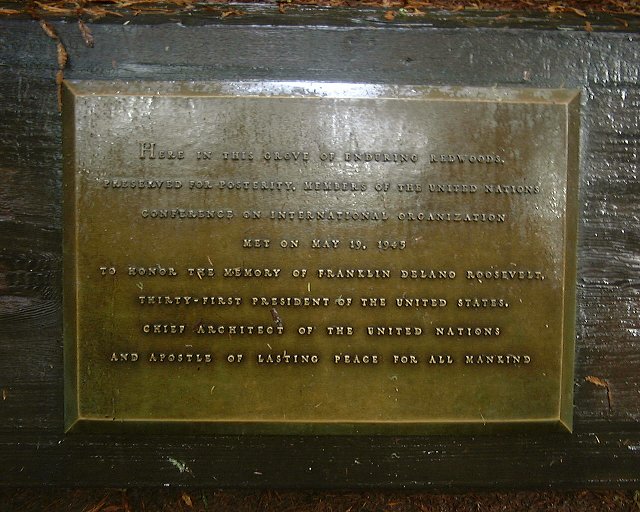 HERE IN THIS GROVE OF ENDURING REDWOODS,
PRESERVED FOR POSTERITY, MEMBERS OF THE UNITED NATIONS
CONFERENCE ON INTERNATIONAL ORGANIZATION
MET ON MAY 19, 1945
TO HONOR THE MEMORY OF FRANKLIN DELANO ROOSEVELT,
THIRTY-FIRST PRESIDENT OF THE UNITED STATES,
CHIEF ARCHITECT OF THE UNITED NATIONS
AND APOSTLE OF LASTING PEACE FOR ALL MANKIND